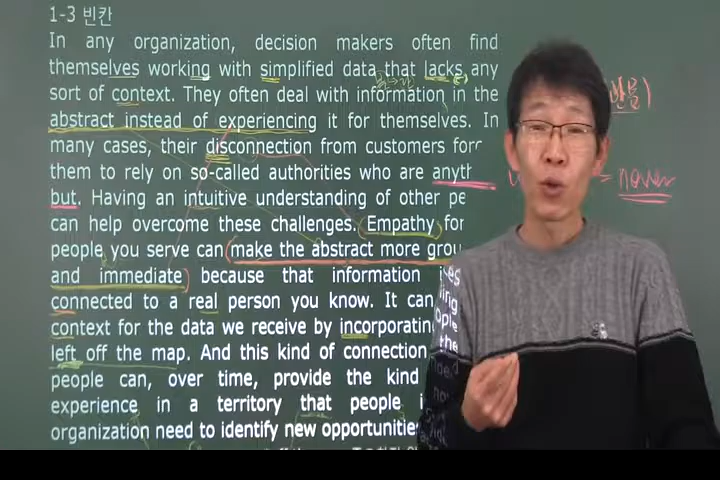 1-3 빈칸
In any organization, decision makers often find
themselves working with simplified data that lacks any
sort of context. They often deal with information in the
abstract instead of experiencing it for themselves. In
many cases, their disconnection from customers
them to rely on so-called authorities who are
but. Having an intuitive understanding of other
can help overcome these challenges. Empathy for
people you serve can make the abstract more
and immediate because that information
connected to a real person you know. It can
context for the data we receive by
left off the map. And this kind of connection
people can, over time, provide the kind
experience in a territory that people
organization need to identify new opportunities
= never